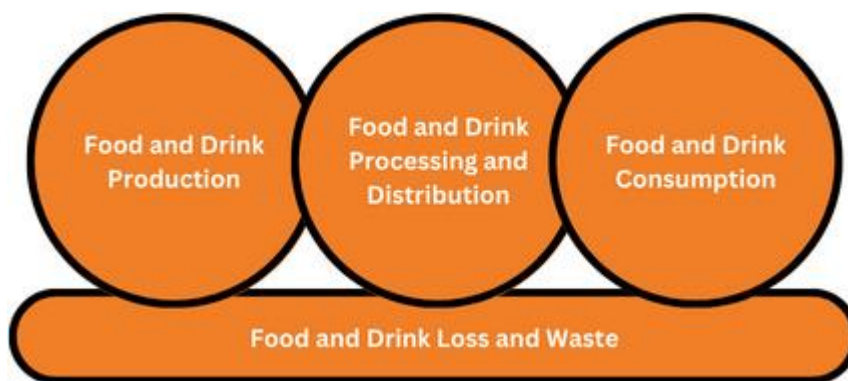 Food and Drink
Production
Food and Drink
Processing and
Distribution
Food and Drink
Consumption
Food and Drink Loss and Waste